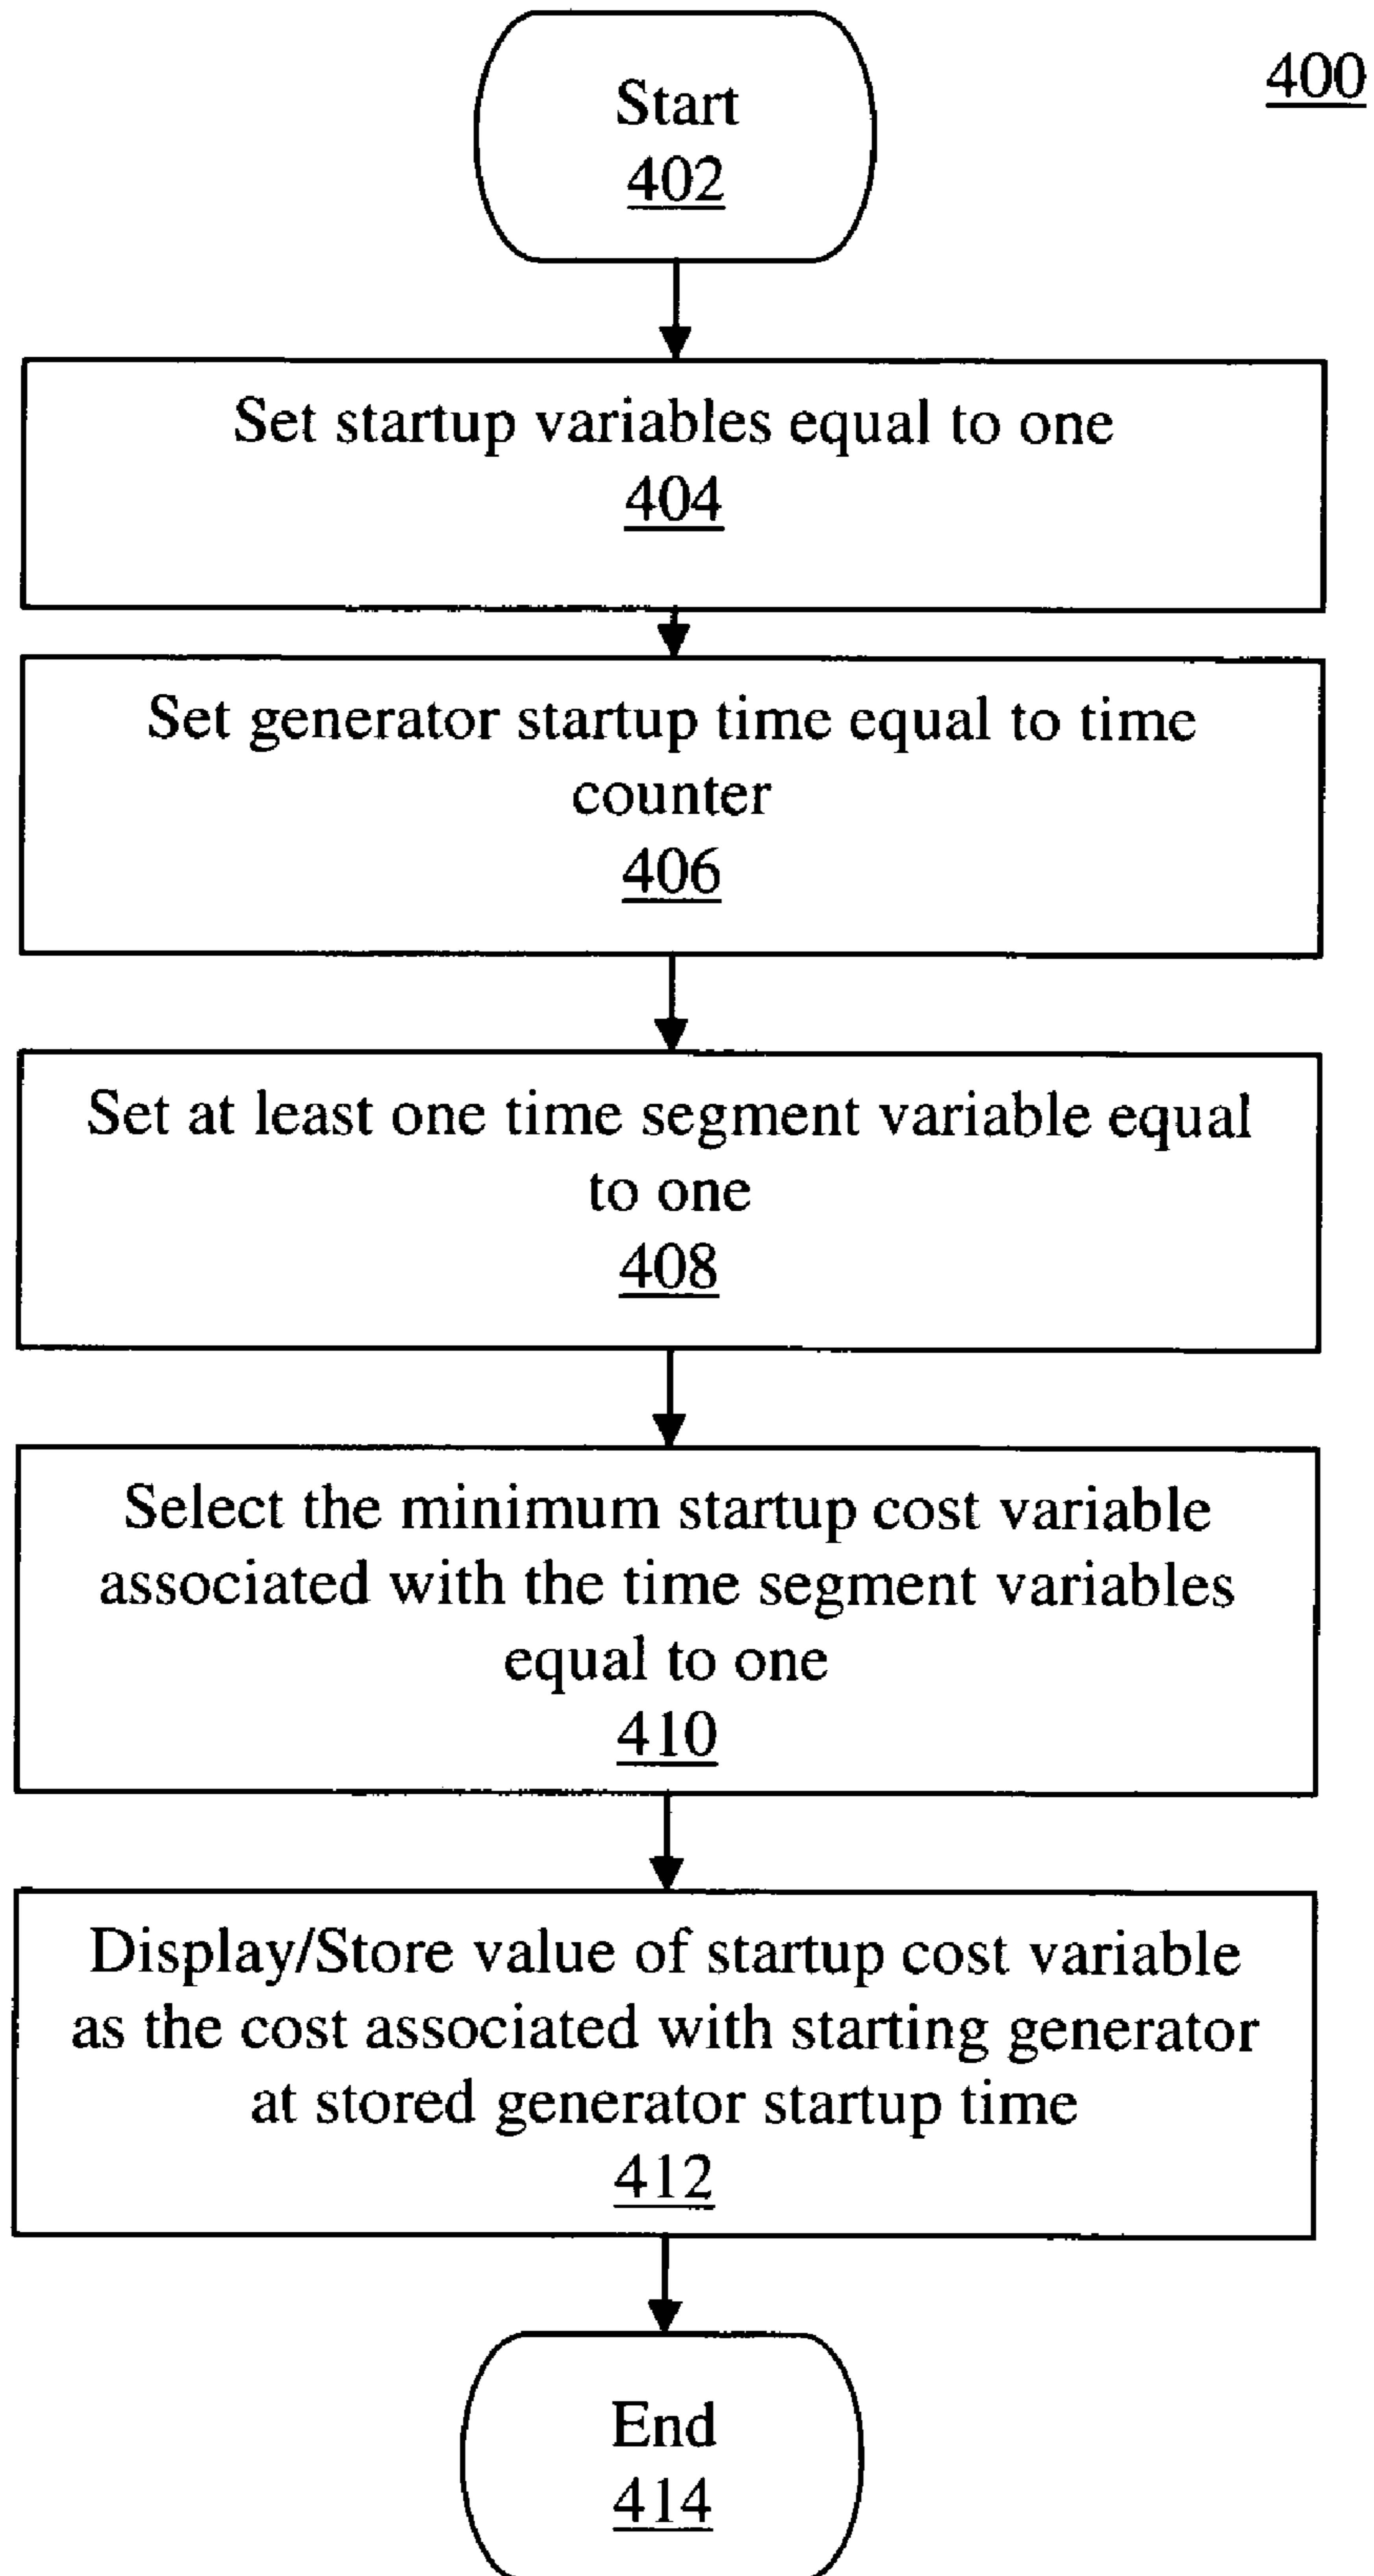 400
Start
402
Set startup variables equal to one
404
Set generator startup time equal to time
counter
406
Set at least one time segment variable equal
to one
408
Select the minimum startup cost variable
associated with the time segment variables
equal to one
410
Display/Store value of startup cost variable
as the cost associated with starting generator
at stored generator startup time
412
End
414